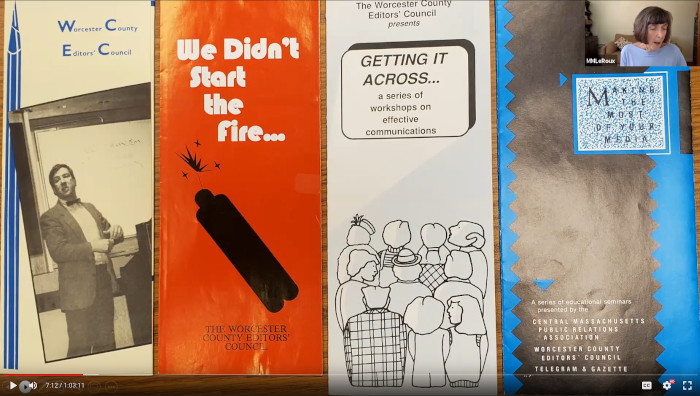 Worcester County
Editors' Council
We Didn't
Start
the
fire...
THE WORCESTER
COUNTY EDITORS'
COUNCIL
The Worcester County
Editors' Council
presents
GETTING IT
ACROSS...
a series of
workshops on
effective
communications
MAKING
THE
MOST
OF YOUR
MEDIA
A series of educational seminars
presented by the
CENTRAL MASSACHUSETTS
PUBLIC RELATIONS
ASSOCIATION
WORCESTER COUNTY
EDITORS' COUNCIL
TELEGRAM & GAZETTE
MMLeRoux
7:12 / 1:03:11
CC